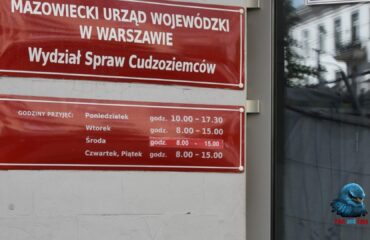 MAZOWIECKI URZĄD WOJEWÓDZKI
W WARSZAWIE
Wydział Spraw Cudzoziemców
GODZINY PRZYJĘĆ: Poniedziałek godz. 10.00 – 17.30
Wtorek godz. 8.00 – 15.00
Środa godz. 8.00 - 15.00
Czwartek, Piątek godz. 8.00 – 15.00